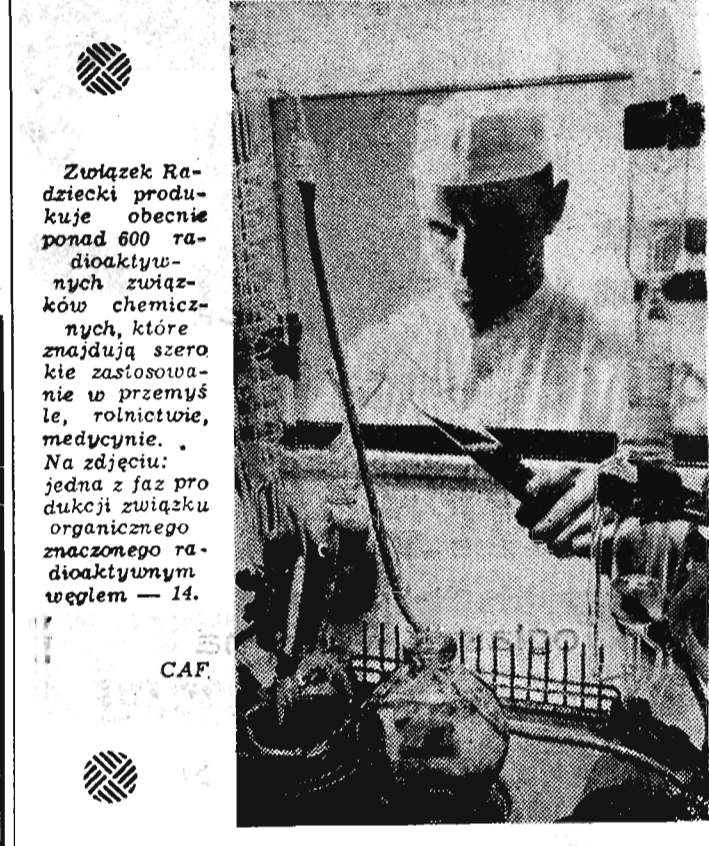 Związek Ra-
dziecki produ-
kuje obecnie
ponad 600 ra-
dioaktyw-
nych związ-
ków chemicz-
nych, które
znajdują szero
kie zastosowa-
nie w przemyś
le, rolnictwie,
medycynie.
Na zdjęciu:
jedna z faz pro
dukcji związku
organicznego
znaczonego ra-
dioaktywnym
węglem — 14.
CAF